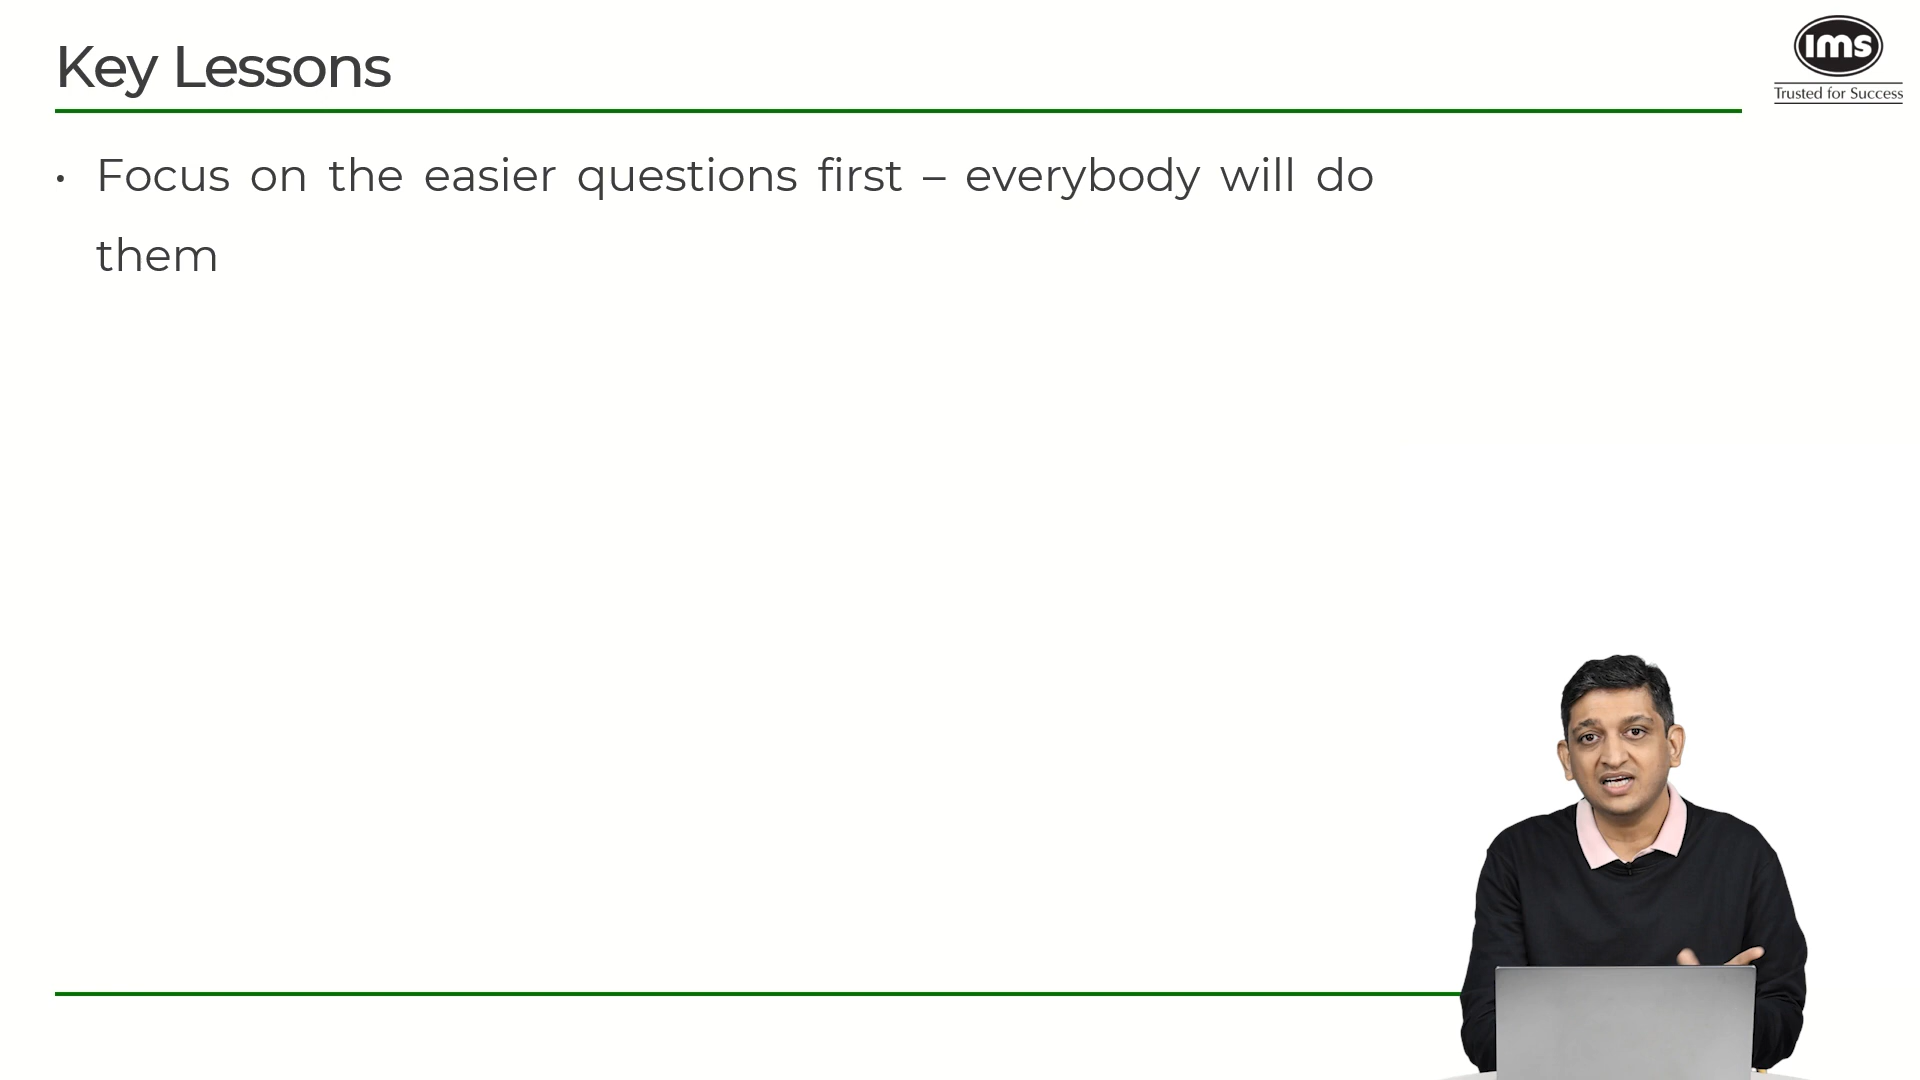 Key Lessons
ims
Trusted for Success
• Focus on the easier questions first – everybody will do
them